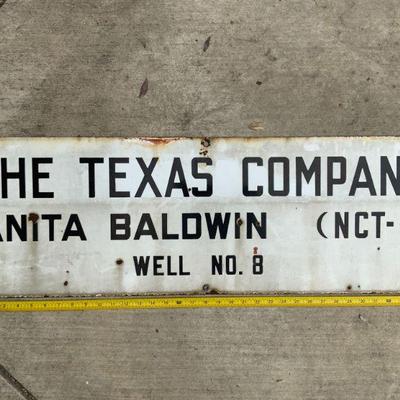 HE TEXAS COMPAN
ANITA BALDWIN (NCT-
WELL NO. 8